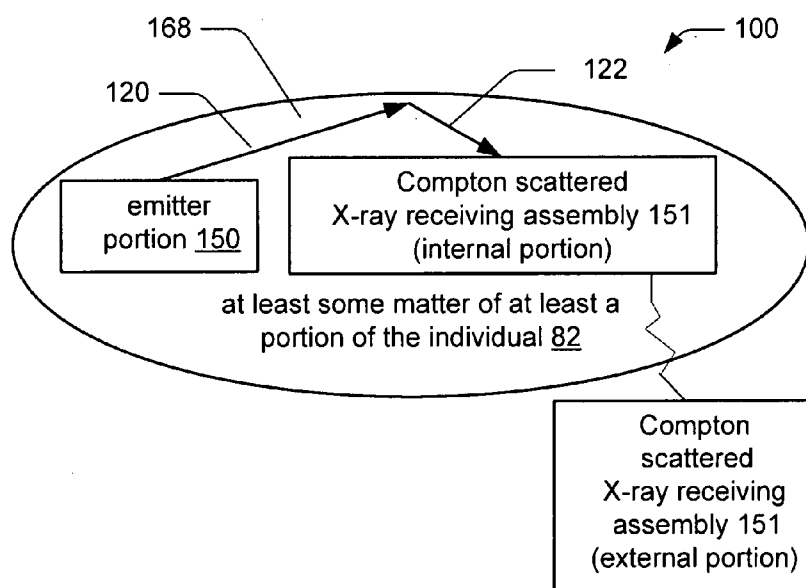 168
100
120
122
emitter
portion 150
Compton scattered
X-ray receiving assembly 151
(internal portion)
at least some matter of at least a
portion of the individual 82
Compton
scattered
X-ray receiving
assembly 151
(external portion)